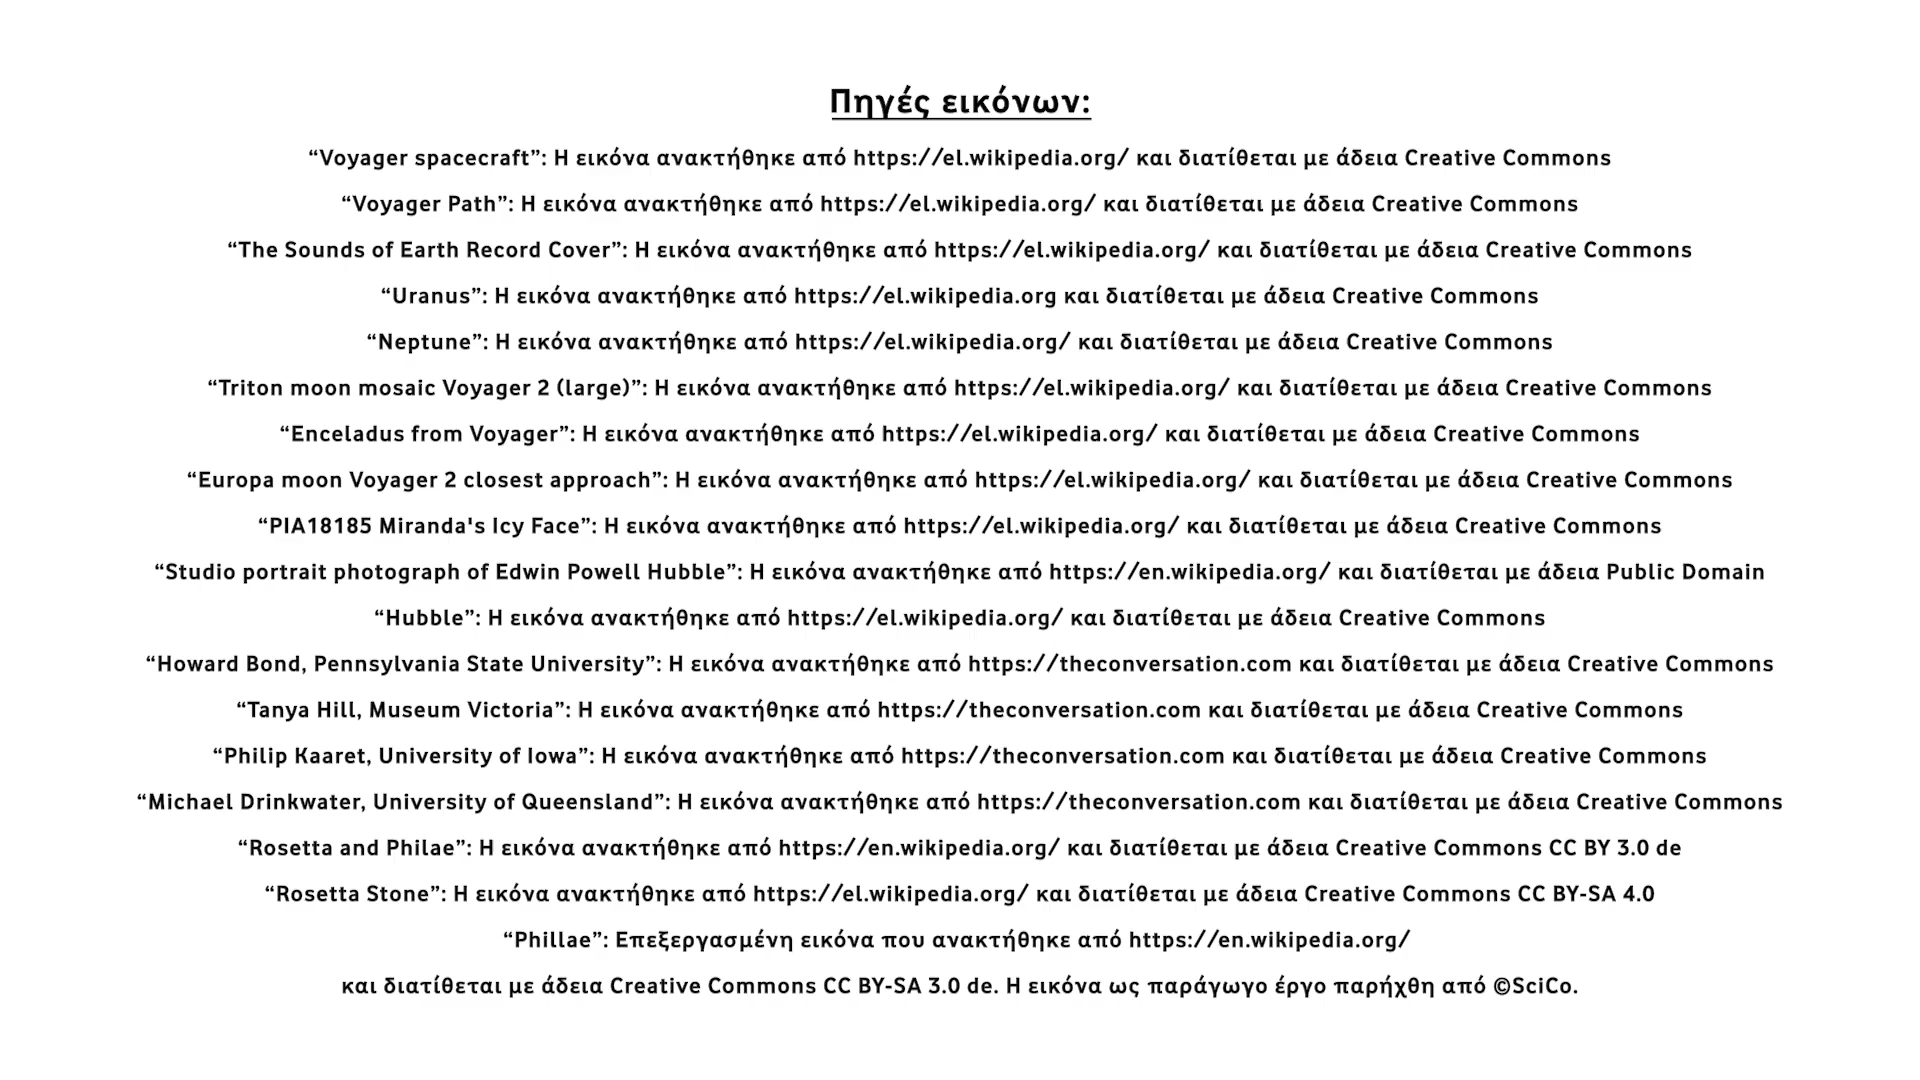 Πηγές εικόνων:
“Voyager spacecraft”: Η εικόνα ανακτήθηκε από https://el.wikipedia.org/ και διατίθεται με άδεια Creative Commons
“Voyager Path”: Η εικόνα ανακτήθηκε από https://el.wikipedia.org/ και διατίθεται με άδεια Creative Commons
“The Sounds of Earth Record Cover”: Η εικόνα ανακτήθηκε από https://el.wikipedia.org/ και διατίθεται με άδεια Creative Commons
“Uranus”: Η εικόνα ανακτήθηκε από https://el.wikipedia.org και διατίθεται με άδεια Creative Commons
“Neptune”: Η εικόνα ανακτήθηκε από https://el.wikipedia.org/ και διατίθεται με άδεια Creative Commons
“Triton moon mosaic Voyager 2 (large)”: Η εικόνα ανακτήθηκε από https://el.wikipedia.org/ και διατίθεται με άδεια Creative Commons
“Enceladus from Voyager”: Η εικόνα ανακτήθηκε από https://el.wikipedia.org/ και διατίθεται με άδεια Creative Commons
“Europa moon Voyager 2 closest approach”: Η εικόνα ανακτήθηκε από https://el.wikipedia.org/ και διατίθεται με άδεια Creative Commons
“PIA18185 Miranda's Icy Face”: Η εικόνα ανακτήθηκε από https://el.wikipedia.org/ και διατίθεται με άδεια Creative Commons
“Studio portrait photograph of Edwin Powell Hubble”: Η εικόνα ανακτήθηκε από https://en.wikipedia.org/ και διατίθεται με άδεια Public Domain
“Hubble”: Η εικόνα ανακτήθηκε από https://el.wikipedia.org/ και διατίθεται με άδεια Creative Commons
“Howard Bond, Pennsylvania State University”: Η εικόνα ανακτήθηκε από https://theconversation.com και διατίθεται με άδεια Creative Commons
“Tanya Hill, Museum Victoria”: Η εικόνα ανακτήθηκε από https://theconversation.com και διατίθεται με άδεια Creative Commons
“Philip Kaaret, University of Iowa”: Η εικόνα ανακτήθηκε από https://theconversation.com και διατίθεται με άδεια Creative Commons
“Michael Drinkwater, University of Queensland”: Η εικόνα ανακτήθηκε από https://theconversation.com και διατίθεται με άδεια Creative Commons
“Rosetta and Philae”: Η εικόνα ανακτήθηκε από https://en.wikipedia.org/ και διατίθεται με άδεια Creative Commons CC BY 3.0 de
“Rosetta Stone”: Η εικόνα ανακτήθηκε από https://el.wikipedia.org/ και διατίθεται με άδεια Creative Commons CC BY-SA 4.0
“Phillae”: Επεξεργασμένη εικόνα που ανακτήθηκε από https://en.wikipedia.org/
και διατίθεται με άδεια Creative Commons CC BY-SA 3.0 de. Η εικόνα ως παράγωγο έργο παρήχθη από ©SciCo.